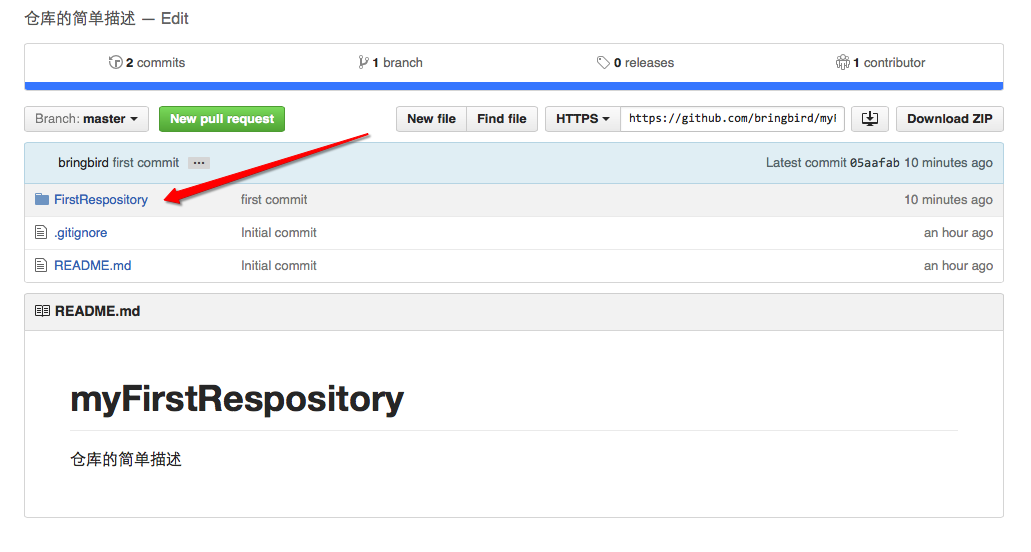 仓库的简单描述 — Edit
2 commits 1 branch 0 releases 1 contributor
Branch: master New pull request New file Find file HTTPS https://github.com/bringbird/myF Download ZIP
bringbird first commit ... Latest commit 05aafab 10 minutes ago
FirstRespository first commit 10 minutes ago
.gitignore Initial commit an hour ago
README.md Initial commit an hour ago
README.md
myFirstRespository
仓库的简单描述